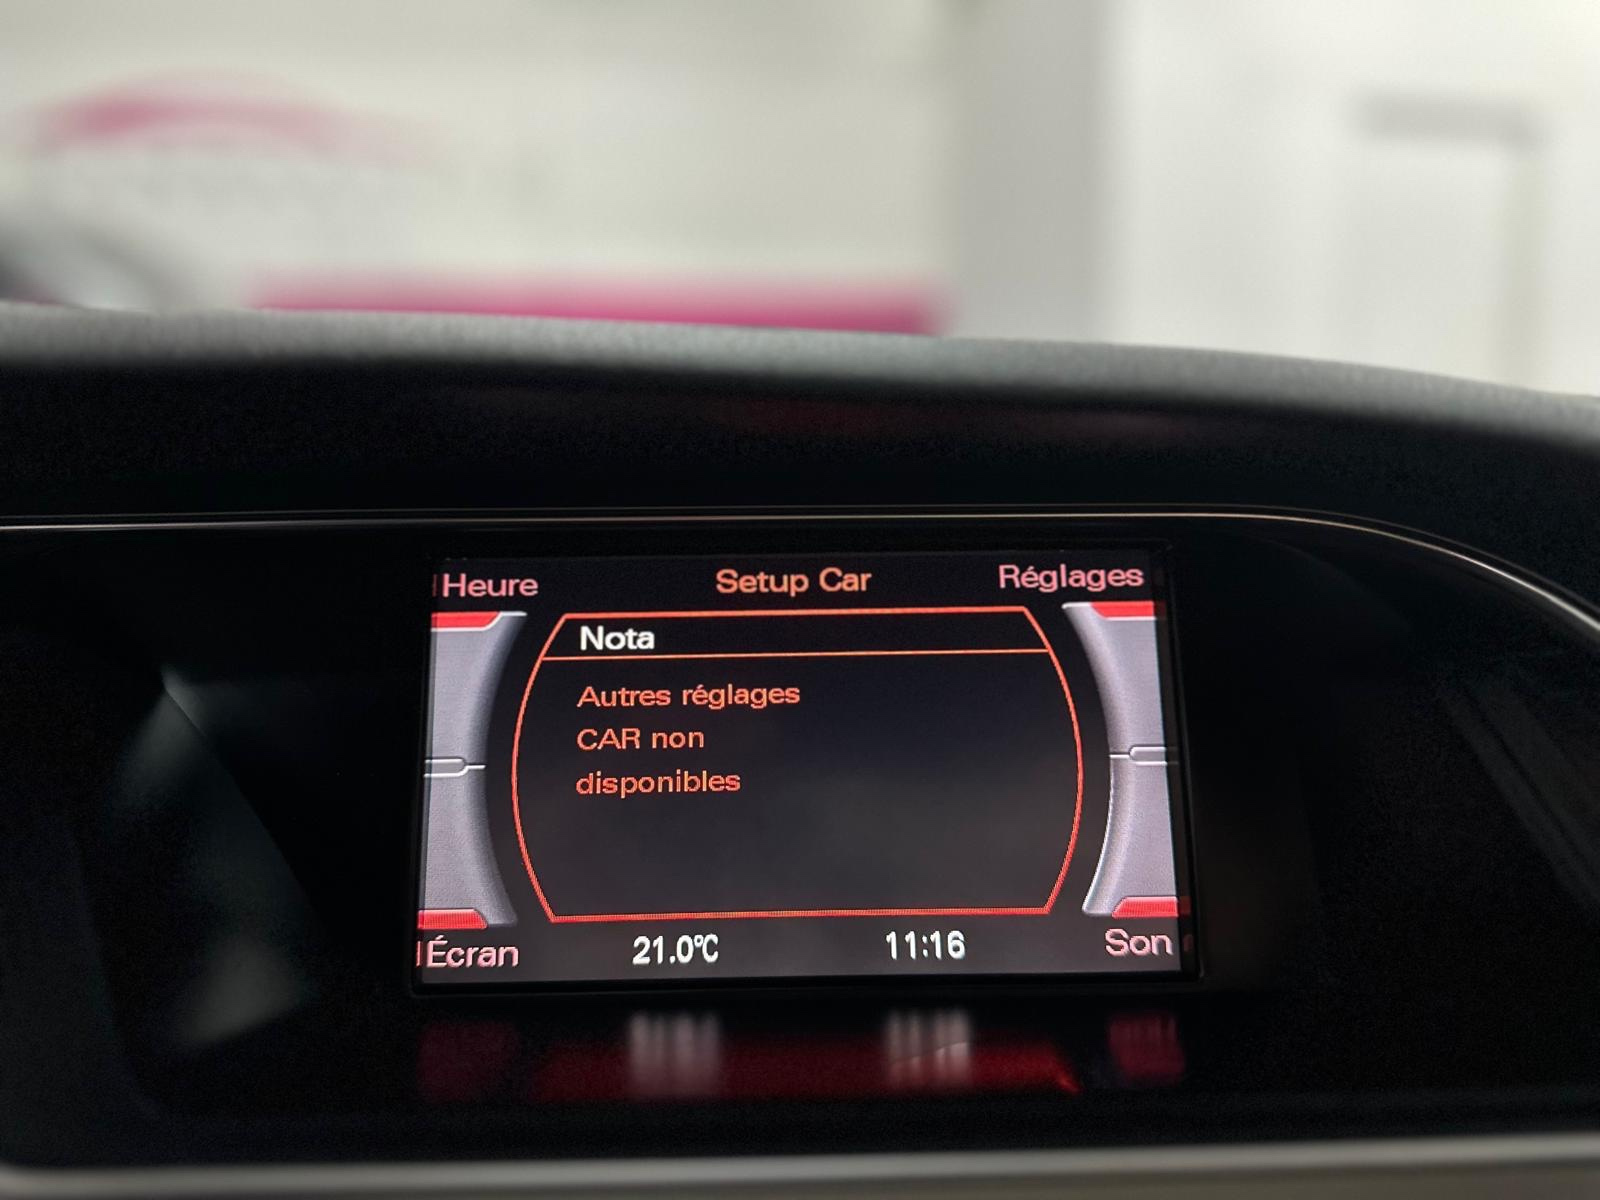 Heure Setup Car Réglages
Nota
Autres réglages
CAR non
disponibles
Écran 21.0°C 11:16 Son